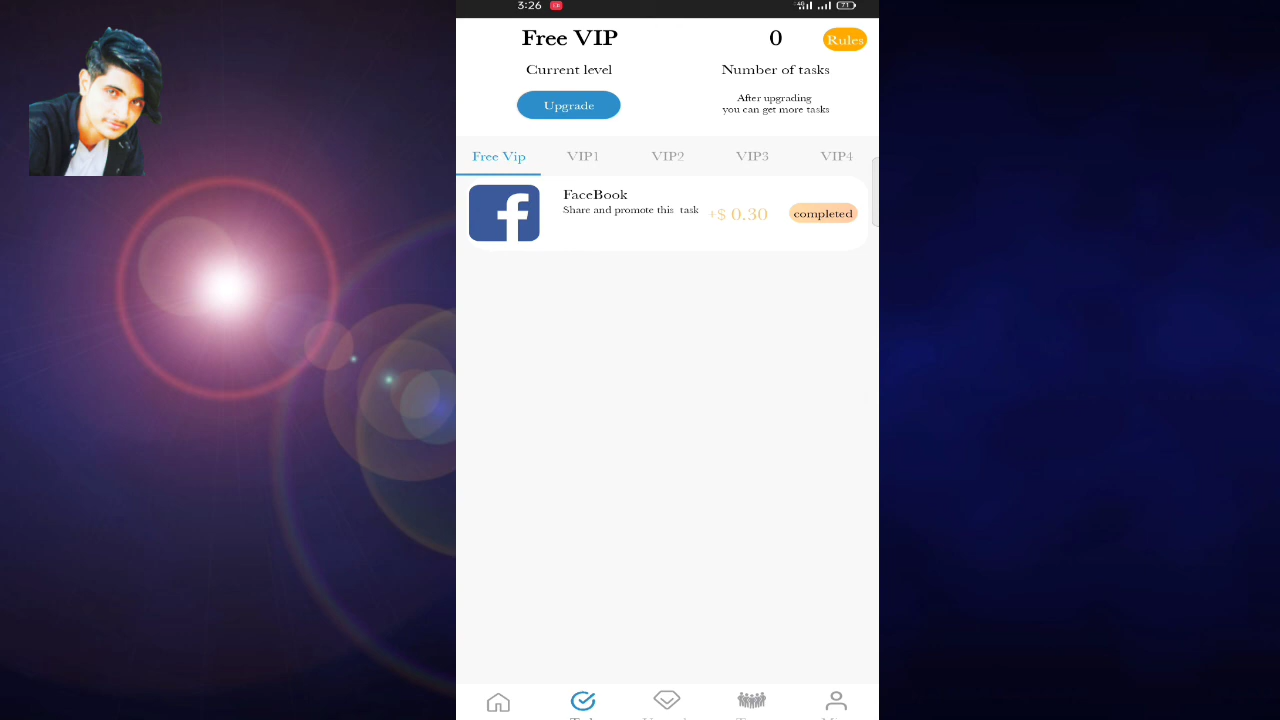 3:26
71
Free VIP
0
Rules
Current level
Number of tasks
Upgrade
After upgrading
you can get more tasks
Free Vip
VIP1
VIP2
VIP3
VIP4
FaceBook
Share and promote this task
+$ 0.30
completed